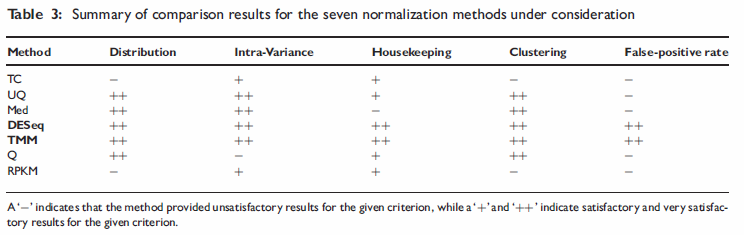 Table 3: Summary of comparison results for the seven normalization methods under consideration
Method Distribution Intra-Variance Housekeeping Clustering False-positive rate
TC − + + − −
UQ ++ ++ + ++ −
Med ++ ++ − ++ −
DESeq ++ ++ ++ ++ ++
TMM ++ ++ ++ ++ ++
Q ++ − + ++ −
RPKM − + + − −
A ‘−’ indicates that the method provided unsatisfactory results for the given criterion, while a ‘+’ and ‘++’ indicate satisfactory and very satisfac-
tory results for the given criterion.